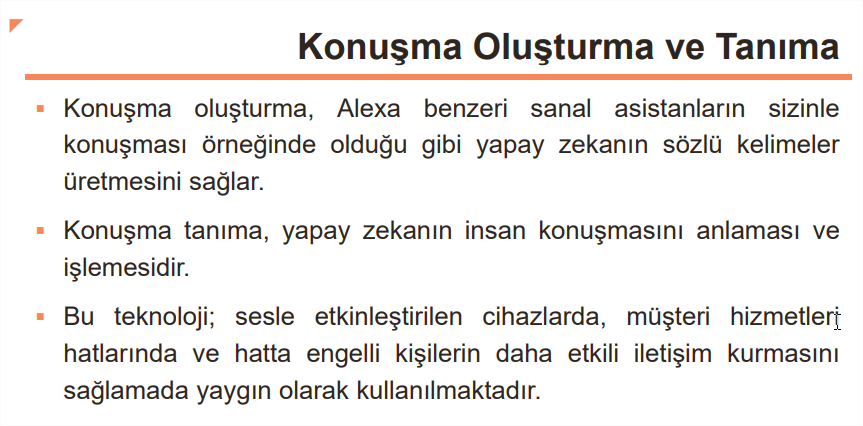 Konuşma Oluşturma ve Tanıma
Konuşma oluşturma, Alexa benzeri sanal asistanların sizinle
konuşması örneğinde olduğu gibi yapay zekanın sözlü kelimeler
üretmesini sağlar.
Konuşma tanıma, yapay zekanın insan konuşmasını anlaması ve
işlemesidir.
Bu teknoloji; sesle etkinleştirilen cihazlarda, müşteri hizmetleri
hatlarında ve hatta engelli kişilerin daha etkili iletişim kurmasını
sağlamada yaygın olarak kullanılmaktadır.